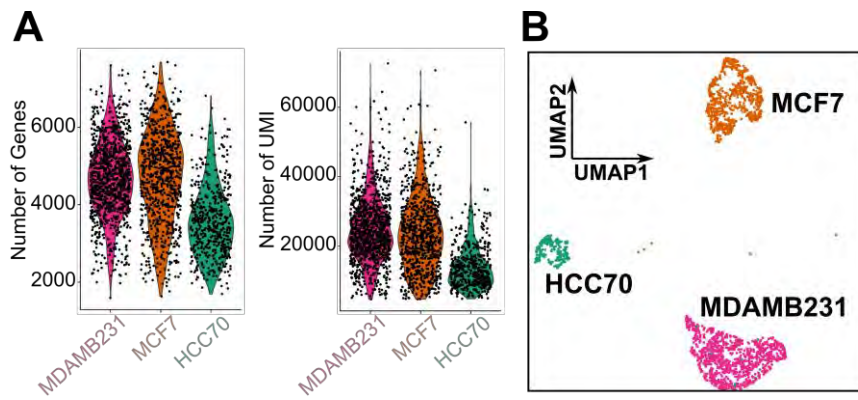 A
B
Number of Genes
6000
4000
2000
MDAMB231
MCF7
HCC70
Number of UMI
60000
40000
20000
MDAMB231
MCF7
HCC70
UMAP2
UMAP1
MCF7
HCC70
MDAMB231